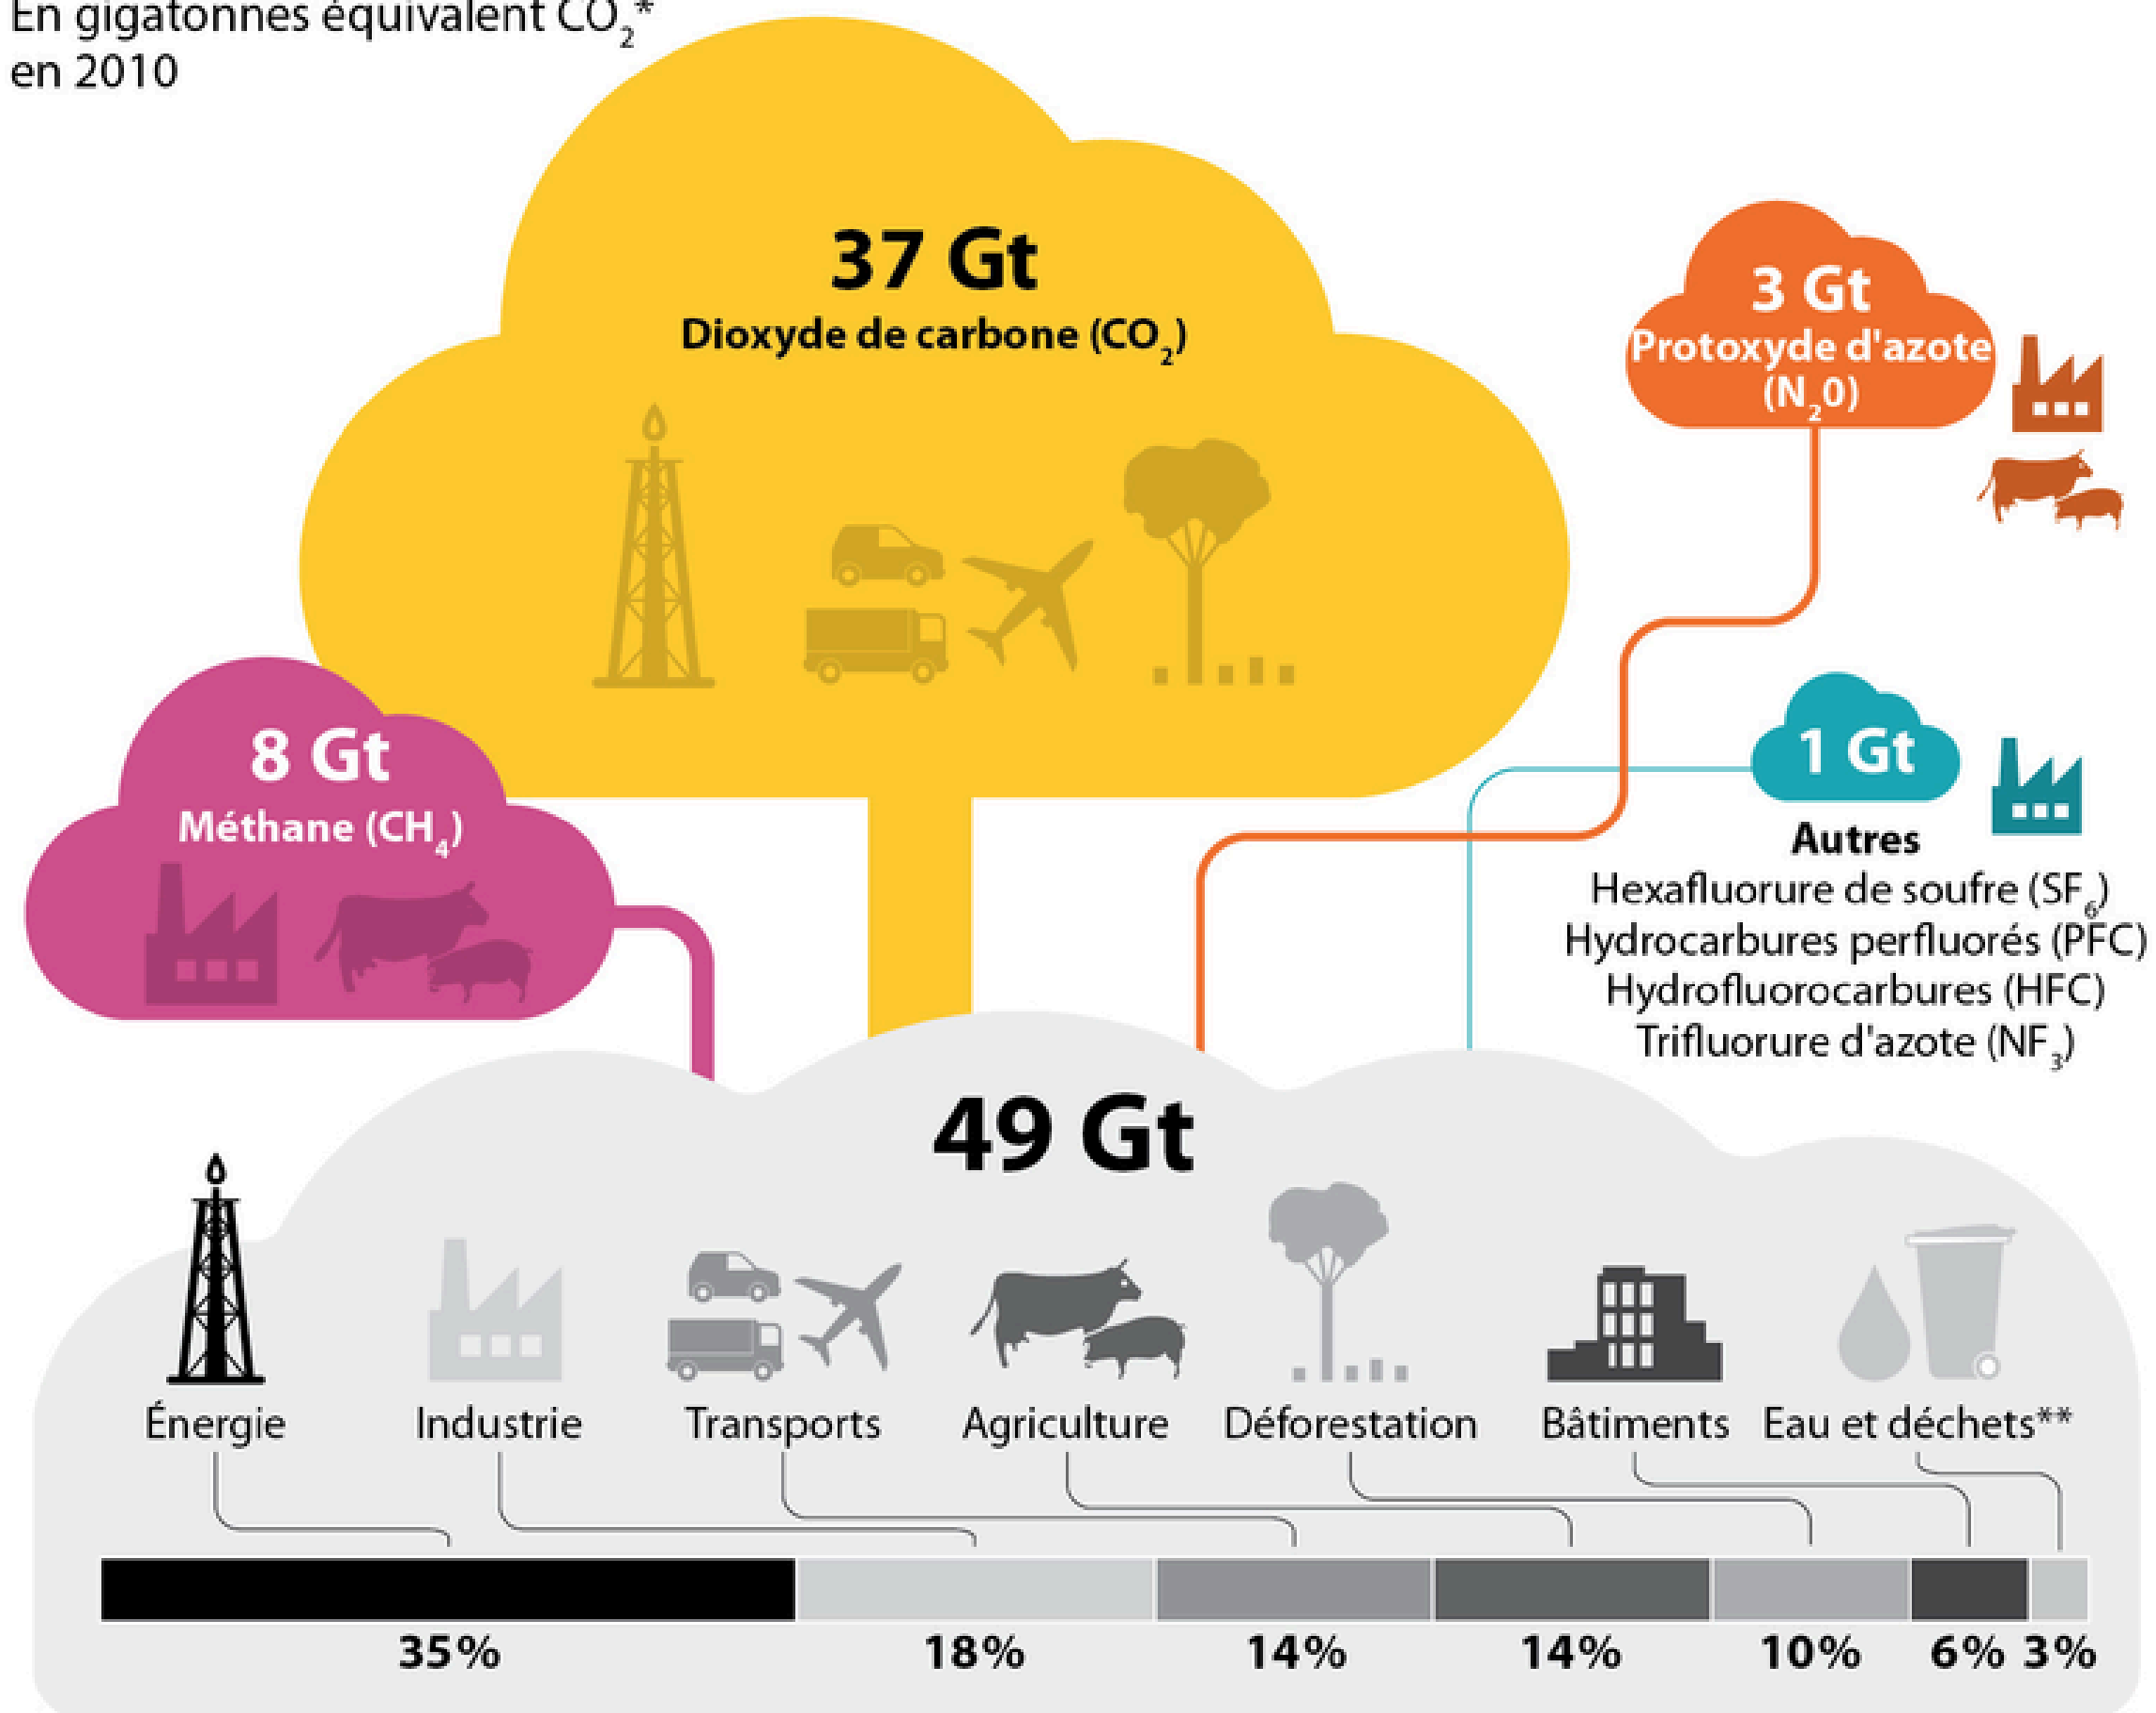 En gigatonnes équivalent CO₂*
en 2010
37 Gt
Dioxyde de carbone (CO₂)
3 Gt
Protoxyde d'azote
(N₂0)
8 Gt
Méthane (CH₄)
1 Gt
Autres
Hexafluorure de soufre (SF₆)
Hydrocarbures perfluorés (PFC)
Hydrofluorocarbures (HFC)
Trifluorure d'azote (NF₃)
49 Gt
Énergie Industrie Transports Agriculture Déforestation Bâtiments Eau et déchets**
35% 18% 14% 14% 10% 6% 3%